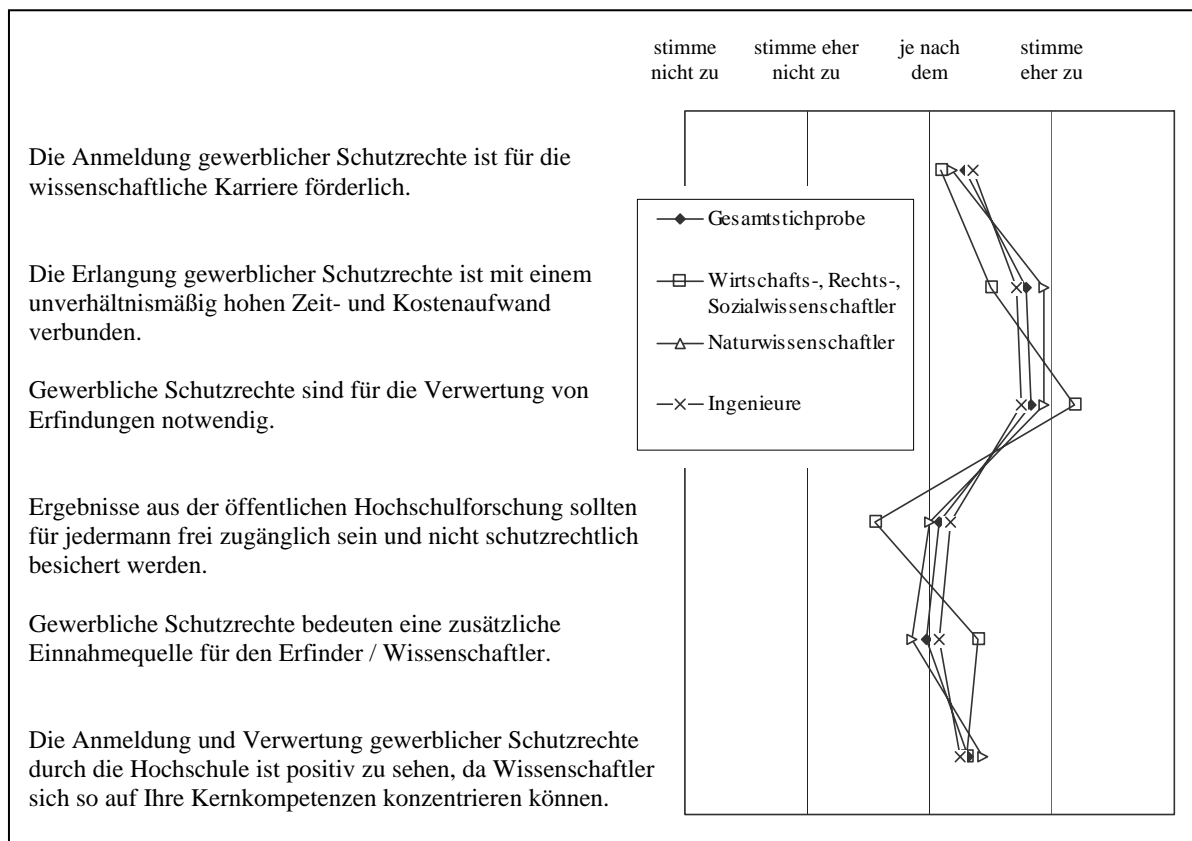 stimme nicht zu
stimme eher nicht zu
je nach dem
stimme eher zu
Die Anmeldung gewerblicher Schutzrechte ist für die
wissenschaftliche Karriere förderlich.
Die Erlangung gewerblicher Schutzrechte ist mit einem
unverhältnismäßig hohen Zeit- und Kostenaufwand
verbunden.
Gewerbliche Schutzrechte sind für die Verwertung von
Erfindungen notwendig.
Ergebnisse aus der öffentlichen Hochschulforschung sollten
für jedermann frei zugänglich sein und nicht schutzrechtlich
besichert werden.
Gewerbliche Schutzrechte bedeuten eine zusätzliche
Einnahmequelle für den Erfinder / Wissenschaftler.
Die Anmeldung und Verwertung gewerblicher Schutzrechte
durch die Hochschule ist positiv zu sehen, da Wissenschaftler
sich so auf Ihre Kernkompetenzen konzentrieren können.
Gesamtstichprobe
Wirtschafts-, Rechts-,
Sozialwissenschaftler
Naturwissenschaftler
Ingenieure